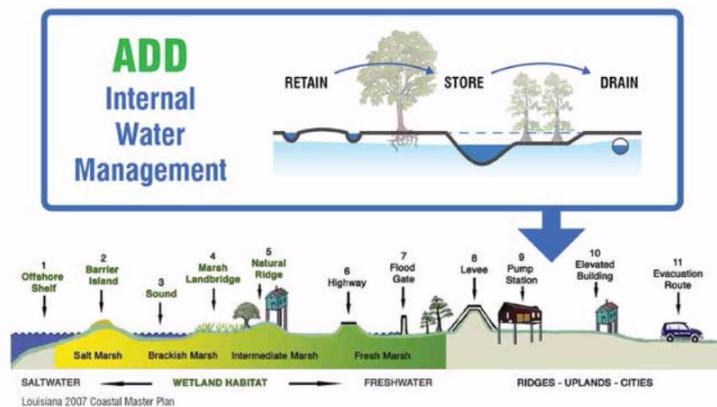 ADD
Internal
Water
Management
RETAIN
STORE
DRAIN
1
Offshore
Shelf
2
Barrier
Island
3
Sound
4
Marsh
Landbridge
5
Natural
Ridge
6
Highway
7
Flood
Gate
8
Levee
9
Pump
Station
10
Elevated
Building
11
Evacuation
Route
Salt Marsh
Brackish Marsh
Intermediate Marsh
Fresh Marsh
SALTWATER
WETLAND HABITAT
FRESHWATER
RIDGES - UPLANDS - CITIES
Louisiana 2007 Coastal Master Plan